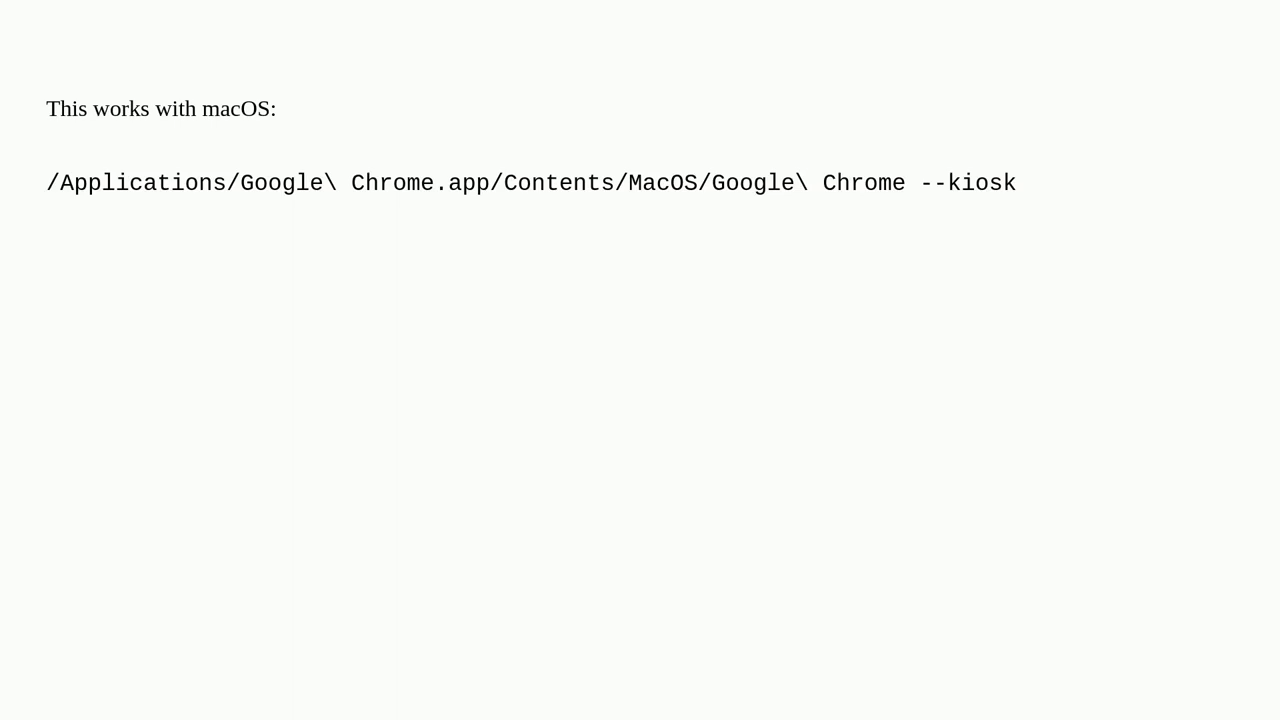 This works with macOS:
/Applications/Google\ Chrome.app/Contents/MacOS/Google\ Chrome --kiosk